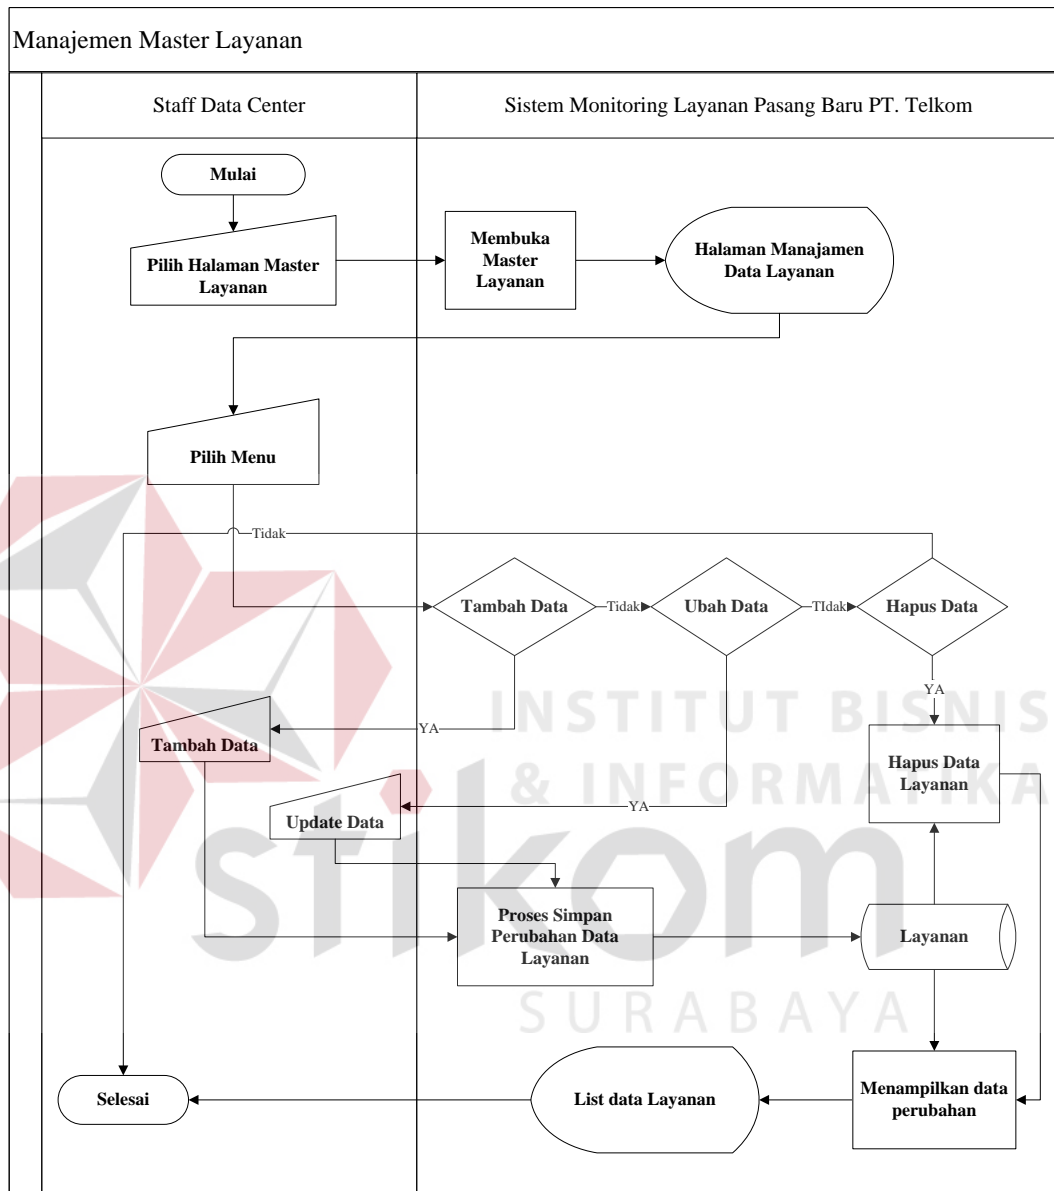 Manajemen Master Layanan
Staff Data Center
Sistem Monitoring Layanan Pasang Baru PT. Telkom
Mulai
Pilih Halaman Master
Layanan
Membuka
Master
Layanan
Halaman Manajamen
Data Layanan
Pilih Menu
Tidak
Tambah Data
Tidak
Ubah Data
TIdak
Hapus Data
YA
YA
Tambah Data
Hapus Data
Layanan
YA
Update Data
Proses Simpan
Perubahan Data
Layanan
Layanan
Selesai
List data Layanan
Menampilkan data
perubahan
INSTITUT BISNIS
& INFORMATIKA
stikom
SURABAYA